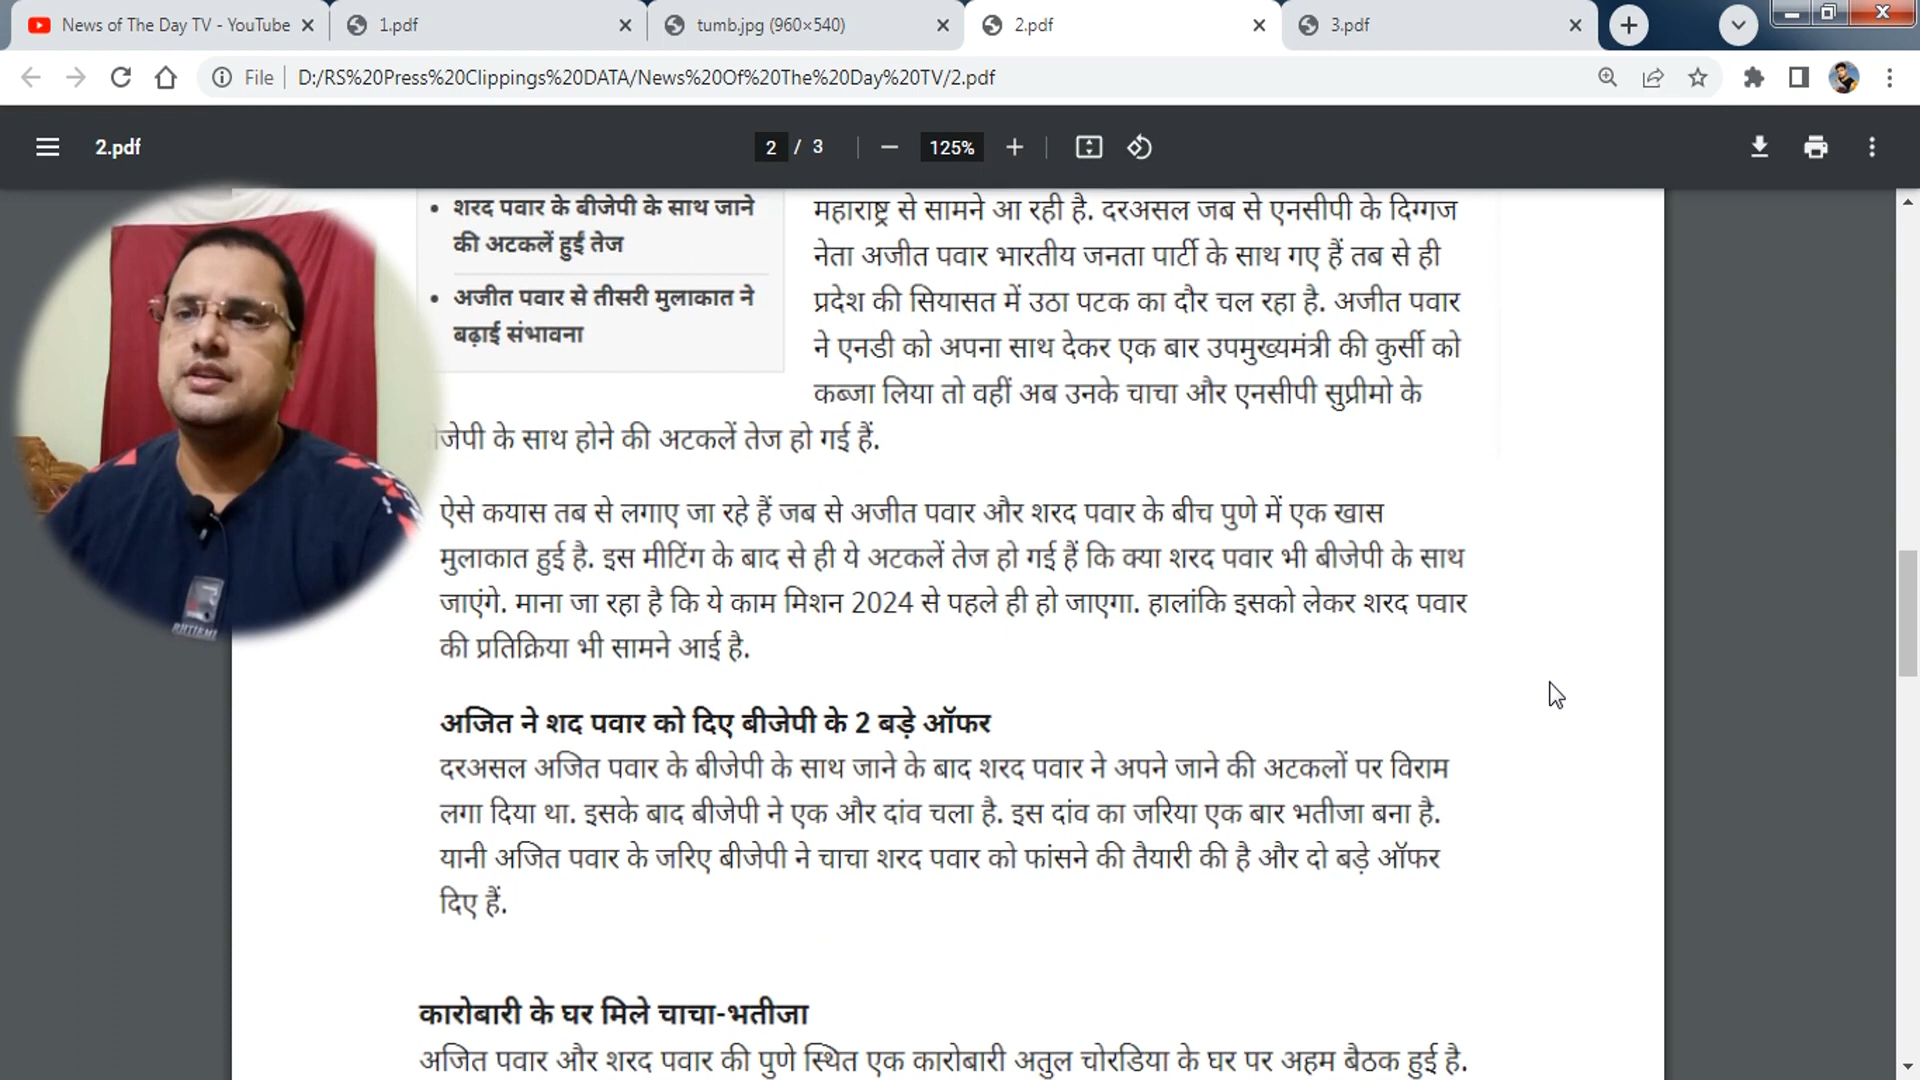 News of The Day TV - YouTube
1.pdf
tumb.jpg (960×540)
2.pdf
3.pdf
File
D:/RS%20Press%20Clippings%20DATA/News%20Of%20The%20Day%20TV/2.pdf
2.pdf
2 / 3
125%
शरद पवार के बीजेपी के साथ जाने
की अटकलें हुईं तेज
अजीत पवार से तीसरी मुलाकात ने
बढ़ाई संभावना
महाराष्ट्र से सामने आ रही है. दरअसल जब से एनसीपी के दिग्गज
नेता अजीत पवार भारतीय जनता पार्टी के साथ गए हैं तब से ही
प्रदेश की सियासत में उठा पटक का दौर चल रहा है. अजीत पवार
ने एनडी को अपना साथ देकर एक बार उपमुख्यमंत्री की कुर्सी को
कब्जा लिया तो वहीं अब उनके चाचा और एनसीपी सुप्रीमो के
के साथ होने की अटकलें तेज हो गई हैं.
ऐसे कयास तब से लगाए जा रहे हैं जब से अजीत पवार और शरद पवार के बीच पुणे में एक खास
मुलाकात हुई है. इस मीटिंग के बाद से ही ये अटकलें तेज हो गई हैं कि क्या शरद पवार भी बीजेपी के साथ
जाएंगे. माना जा रहा है कि ये काम मिशन 2024 से पहले ही हो जाएगा. हालांकि इसको लेकर शरद पवार
की प्रतिक्रिया भी सामने आई है.
अजित ने शद पवार को दिए बीजेपी के 2 बड़े ऑफर
दरअसल अजित पवार के बीजेपी के साथ जाने के बाद शरद पवार ने अपने जाने की अटकलों पर विराम
लगा दिया था. इसके बाद बीजेपी ने एक और दांव चला है. इस दांव का जरिया एक बार भतीजा बना है.
यानी अजित पवार के जरिए बीजेपी ने चाचा शरद पवार को फांसने की तैयारी की है और दो बड़े ऑफर
दिए हैं.
कारोबारी के घर मिले चाचा-भतीजा
अजित पवार और शरद पवार की पुणे स्थित एक कारोबारी अतुल चोरडिया के घर पर अहम बैठक हुई है.